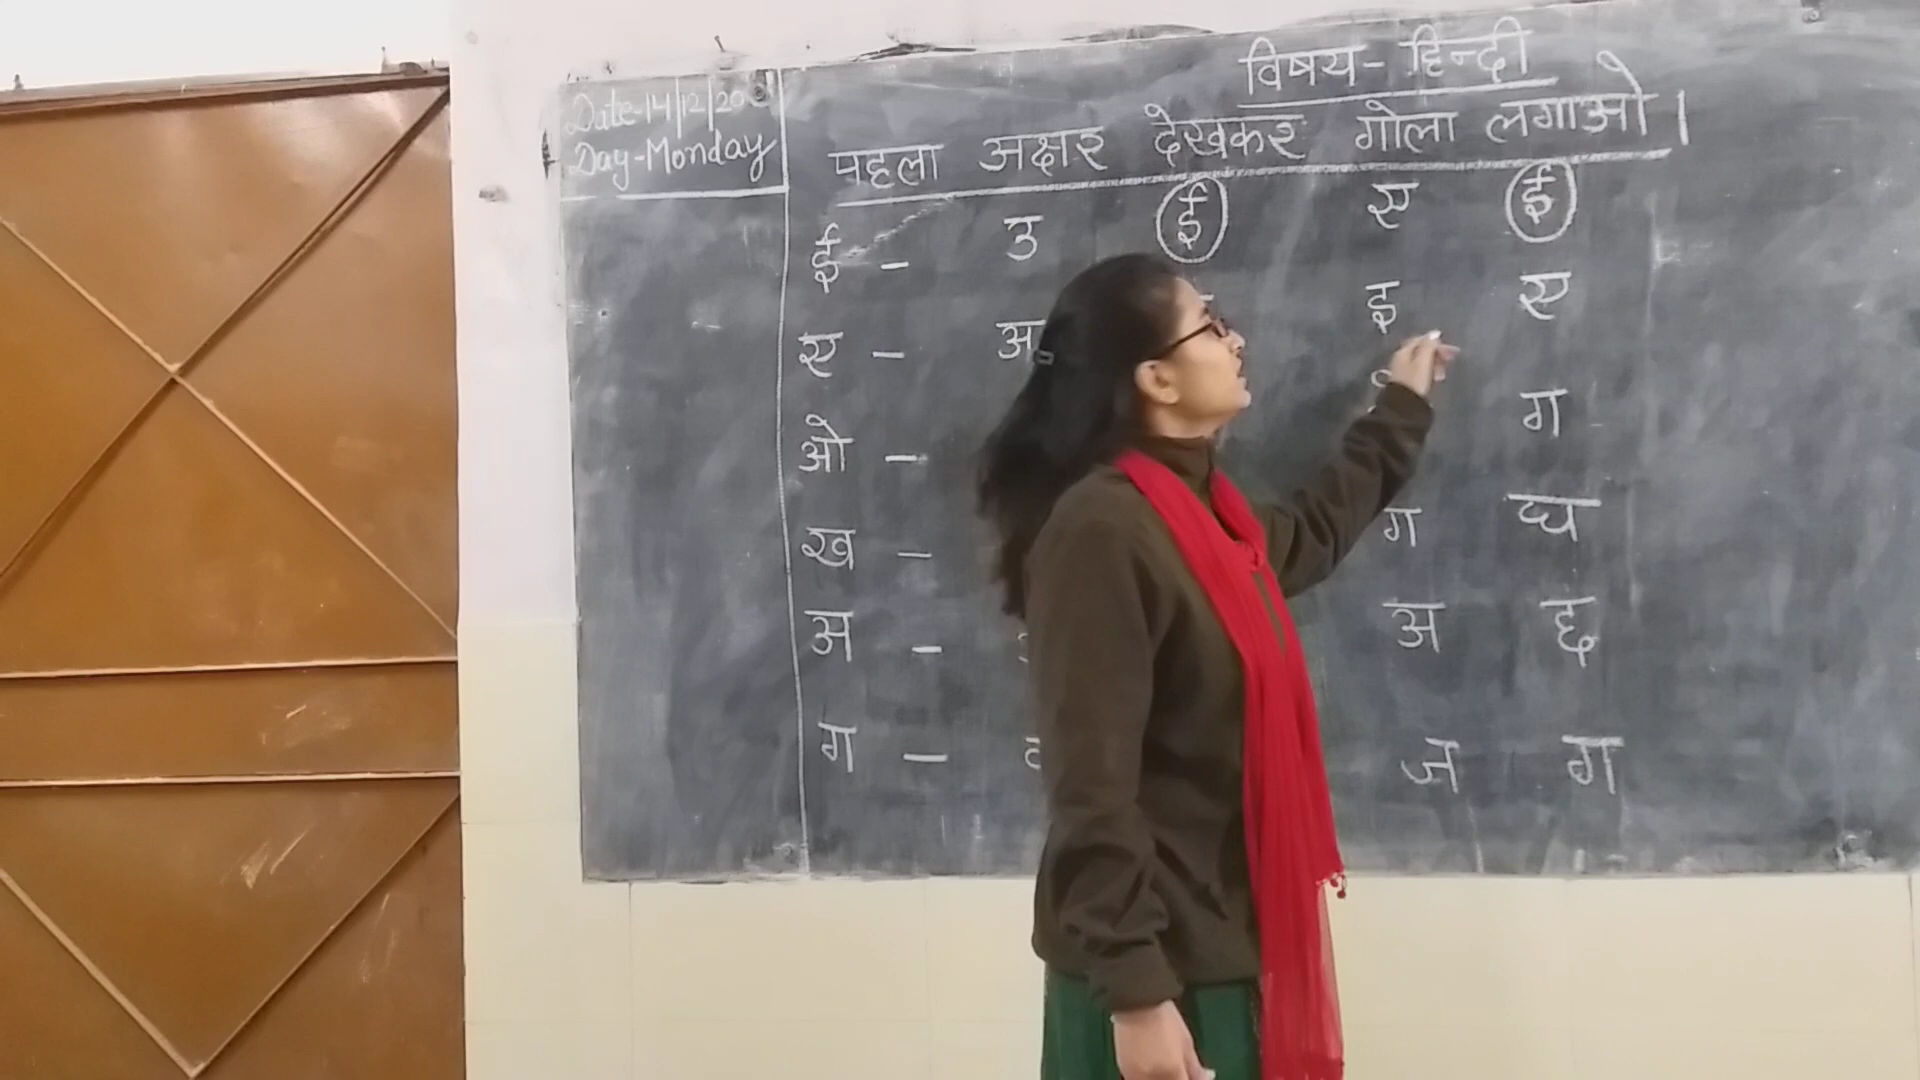 Date-14/12/20
Day-Monday
विषय- हिन्दी
पहला अक्षर देखकर गोला लगाओ।
ई - उ ई स ई
स - अ इ स
ओ - ग
ख - ग घ
अ - अ छ
ग - ज ग